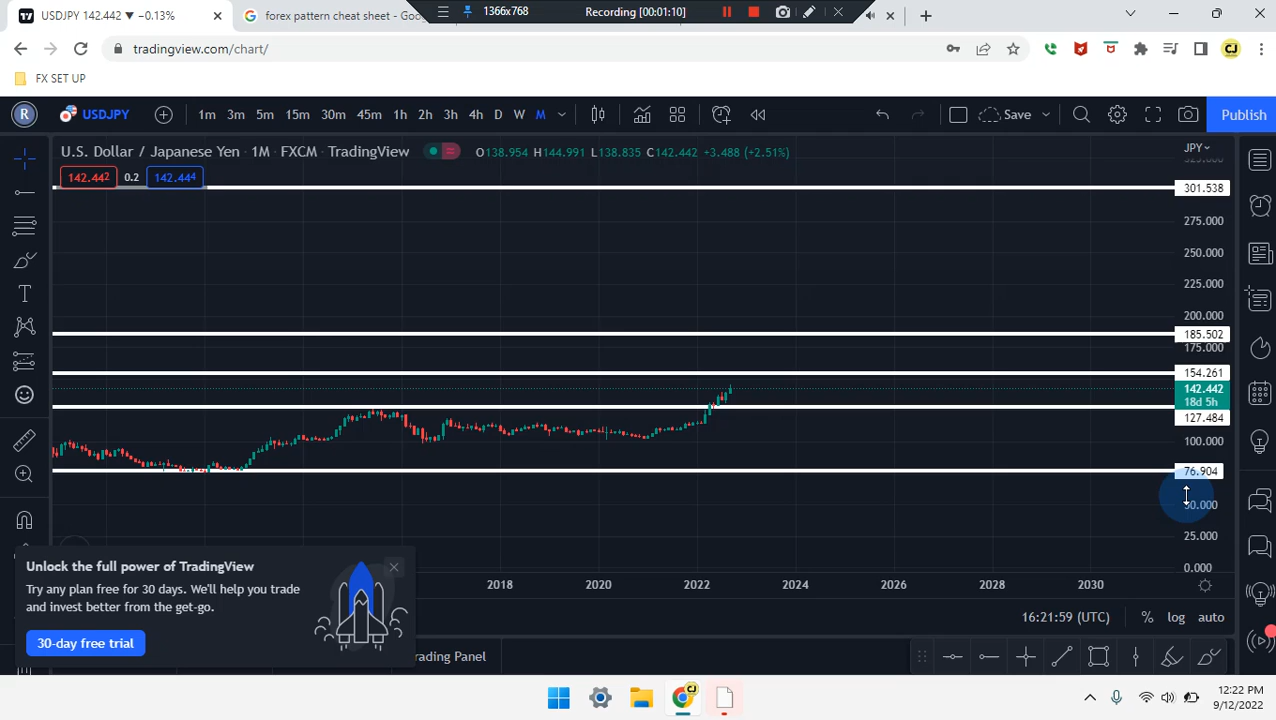 USDJPY 142.442 ▼ −0.13%
forex pattern cheat sheet - Goo
1366x768
Recording [00:01:10]
tradingview.com/chart/
CJ
FX SET UP
R
USDJPY
1m 3m 5m 15m 30m 45m 1h 2h 3h 4h D W M
Save
Publish
U.S. Dollar / Japanese Yen · 1M · FXCM · TradingView
O138.954 H144.991 L138.835 C142.442 +3.488 (+2.51%)
JPY
142.442
0.2
142.444
325.000
301.538
275.000
250.000
225.000
200.000
185.502
175.000
154.261
142.442
18d 5h
127.484
100.000
76.904
50.000
25.000
0.000
Unlock the full power of TradingView
Try any plan free for 30 days. We'll help you trade
and invest better from the get-go.
30-day free trial
2018 2020 2022 2024 2026 2028 2030
16:21:59 (UTC)
% log auto
rading Panel
CJ
12:22 PM
9/12/2022